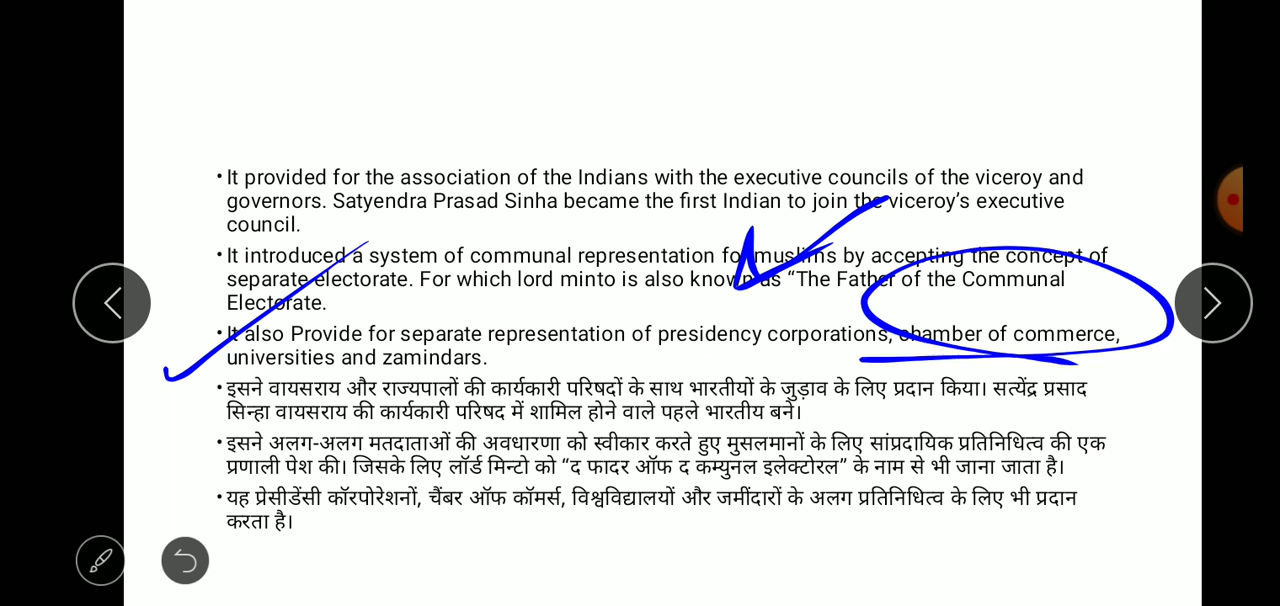 • It provided for the association of the Indians with the executive councils of the viceroy and
governors. Satyendra Prasad Sinha became the first Indian to join the viceroy's executive
council.
• It introduced a system of communal representation for muslims by accepting the concept of
separate electorate. For which lord minto is also known as “The Father of the Communal
Electorate.
• It also Provide for separate representation of presidency corporations, chamber of commerce,
universities and zamindars.
• इसने वायसराय और राज्यपालों की कार्यकारी परिषदों के साथ भारतीयों के जुड़ाव के लिए प्रदान किया। सत्येंद्र प्रसाद
सिन्हा वायसराय की कार्यकारी परिषद में शामिल होने वाले पहले भारतीय बने।
• इसने अलग-अलग मतदाताओं की अवधारणा को स्वीकार करते हुए मुसलमानों के लिए सांप्रदायिक प्रतिनिधित्व की एक
प्रणाली पेश की। जिसके लिए लॉर्ड मिन्टो को “द फादर ऑफ द कम्युनल इलेक्टोरल” के नाम से भी जाना जाता है।
• यह प्रेसीडेंसी कॉरपोरेशनों, चैंबर ऑफ कॉमर्स, विश्वविद्यालयों और जमींदारों के अलग प्रतिनिधित्व के लिए भी प्रदान
करता है।